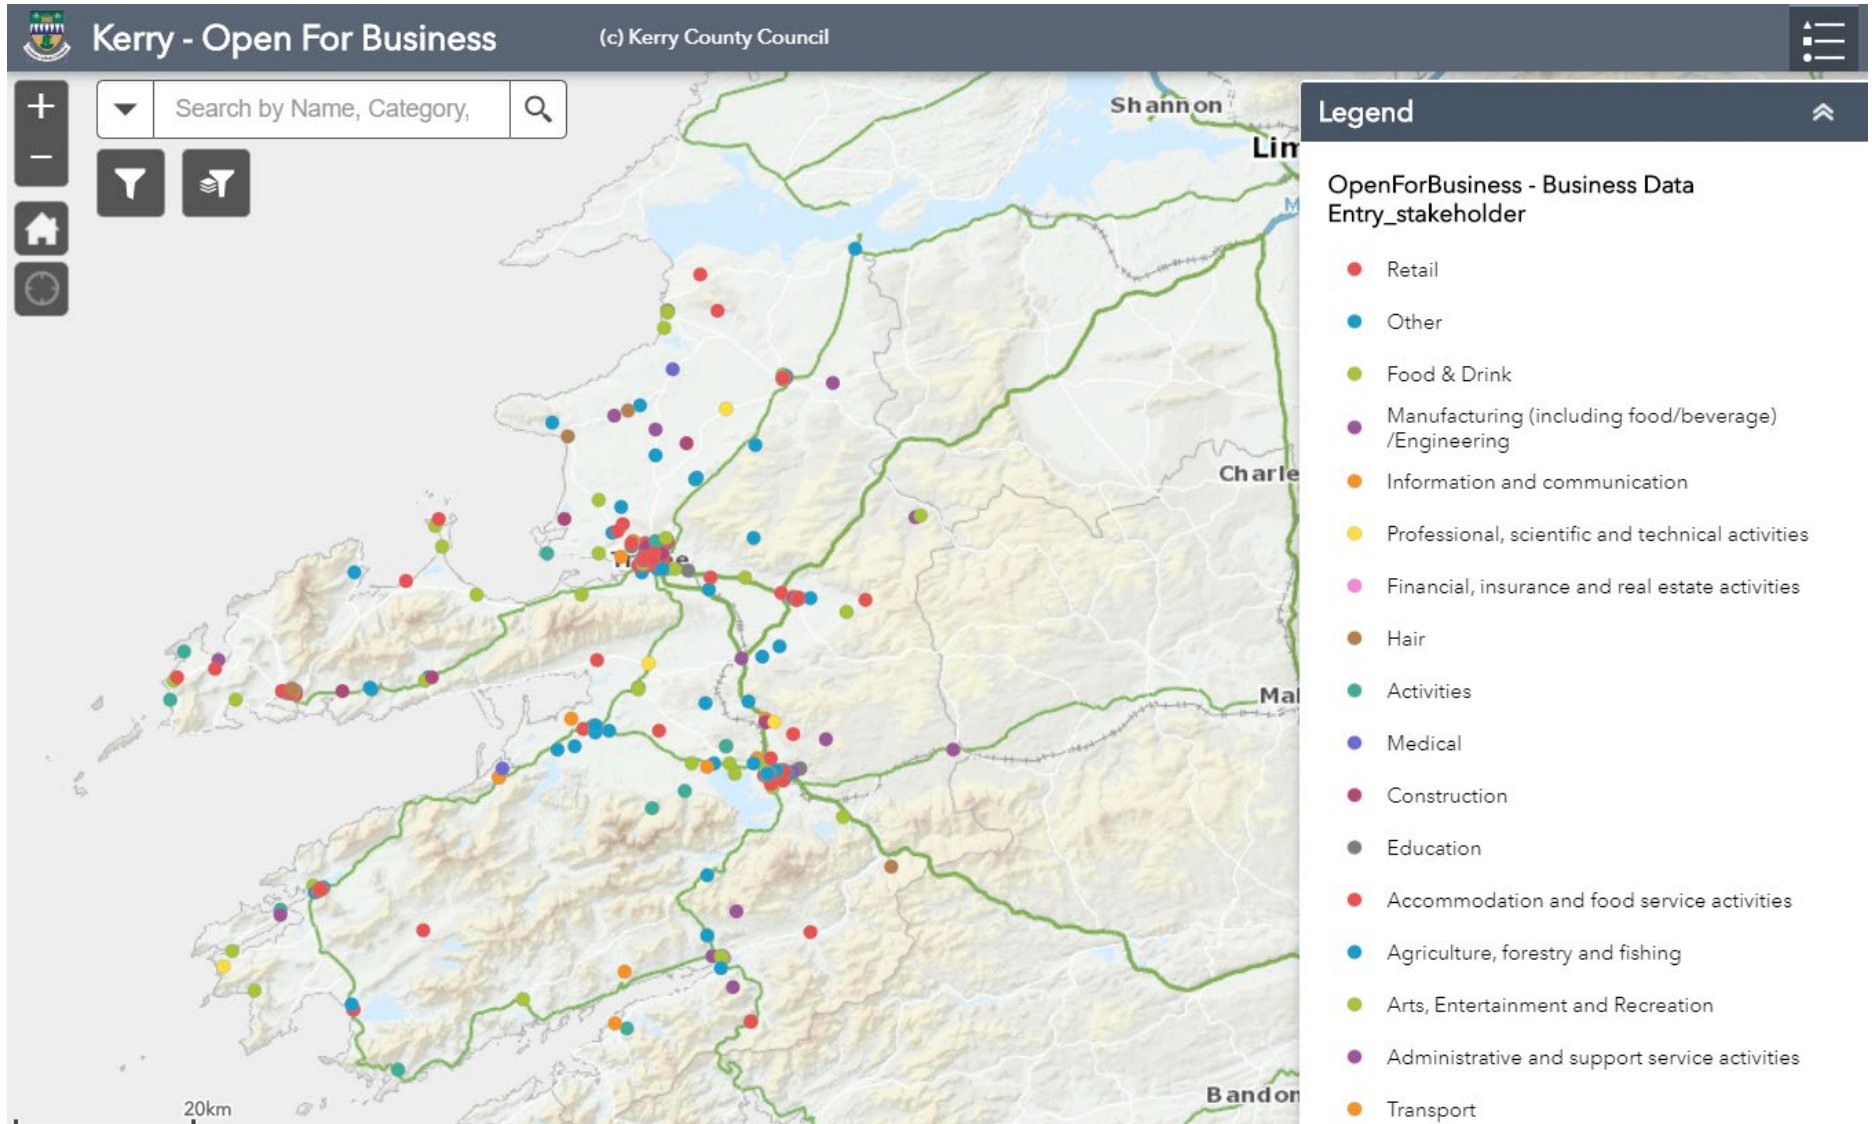 Kerry - Open For Business
(c) Kerry County Council
Search by Name, Category,
Shannon
Lim
M
Charle
Mal
Bandon
20km
Legend
OpenForBusiness - Business Data
Entry_stakeholder
Retail
Other
Food & Drink
Manufacturing (including food/beverage)
/Engineering
Information and communication
Professional, scientific and technical activities
Financial, insurance and real estate activities
Hair
Activities
Medical
Construction
Education
Accommodation and food service activities
Agriculture, forestry and fishing
Arts, Entertainment and Recreation
Administrative and support service activities
Transport